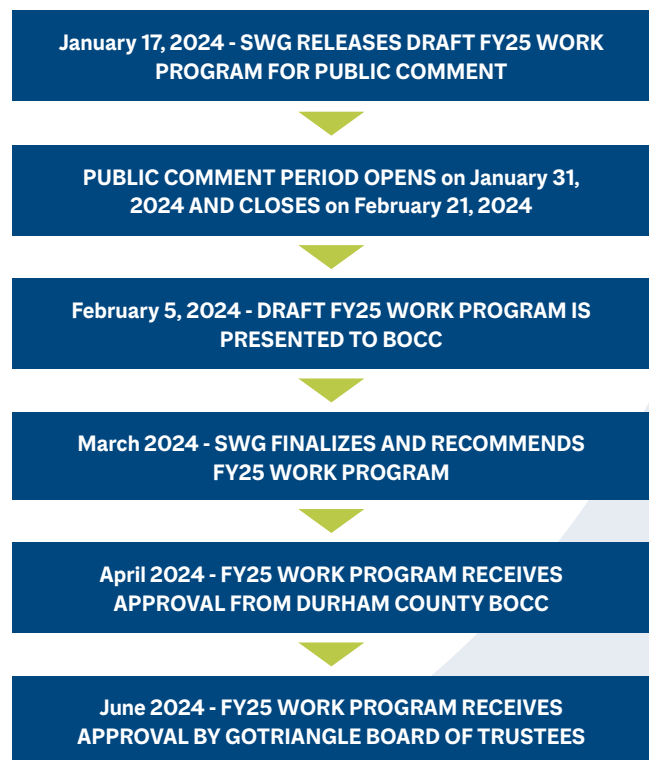 January 17, 2024 - SWG RELEASES DRAFT FY25 WORK
PROGRAM FOR PUBLIC COMMENT
PUBLIC COMMENT PERIOD OPENS on January 31,
2024 AND CLOSES on February 21, 2024
February 5, 2024 - DRAFT FY25 WORK PROGRAM IS
PRESENTED TO BOCC
March 2024 - SWG FINALIZES AND RECOMMENDS
FY25 WORK PROGRAM
April 2024 - FY25 WORK PROGRAM RECEIVES
APPROVAL FROM DURHAM COUNTY BOCC
June 2024 - FY25 WORK PROGRAM RECEIVES
APPROVAL BY GOTRIANGLE BOARD OF TRUSTEES